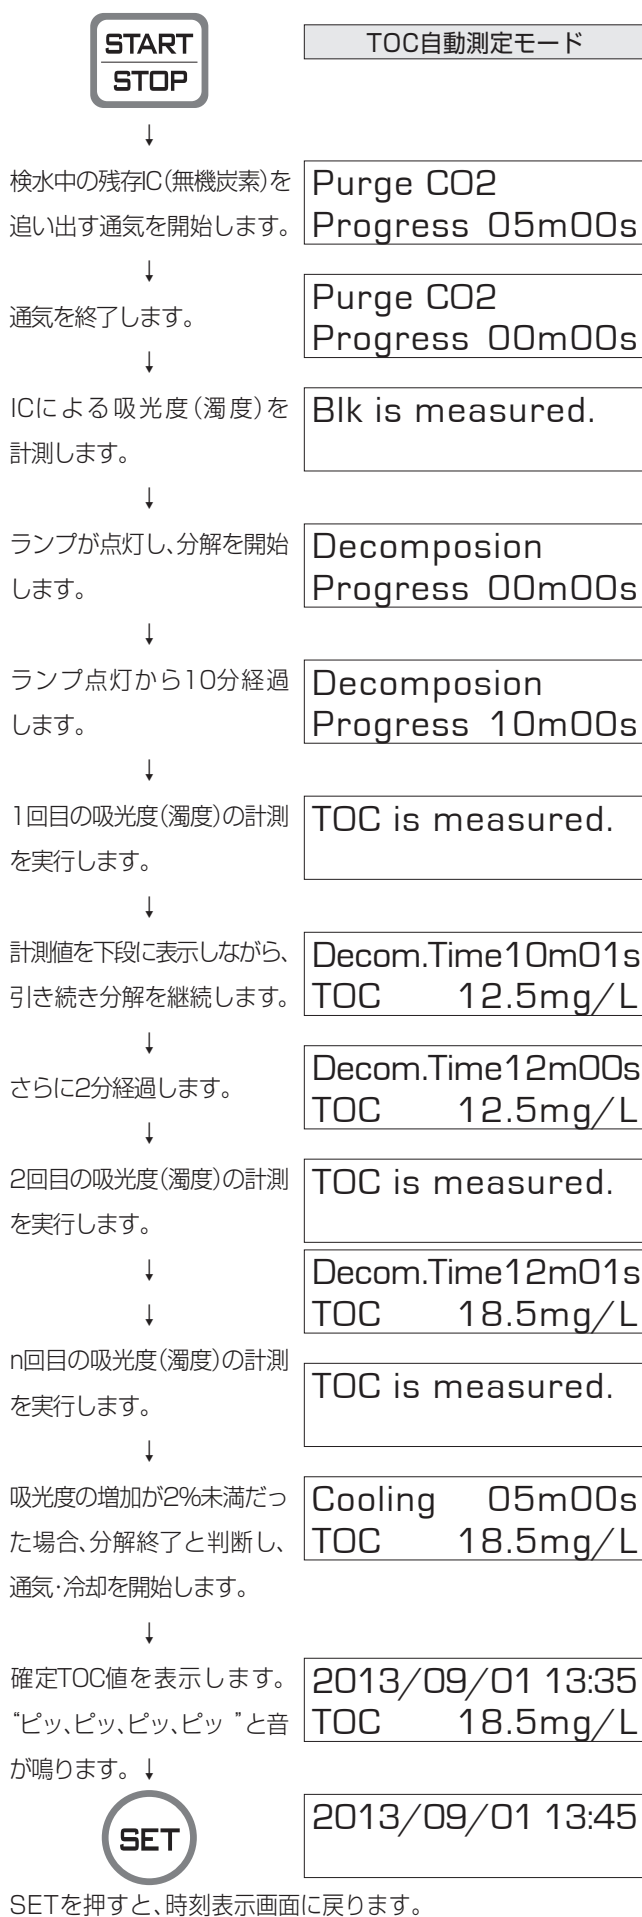 START
STOP
TOC自動測定モード
↓
検水中の残存IC(無機炭素)を
追い出す通気を開始します。
Purge CO2
Progress 05m00s
↓
通気を終了します。
Purge CO2
Progress 00m00s
↓
ICによる吸光度(濁度)を
計測します。
Blk is measured.
↓
ランプが点灯し、分解を開始
します。
Decomposion
Progress 00m00s
↓
ランプ点灯から10分経過
します。
Decomposion
Progress 10m00s
↓
1回目の吸光度(濁度)の計測
を実行します。
TOC is measured.
↓
計測値を下段に表示しながら、
引き続き分解を継続します。
Decom.Time10m01s
TOC 12.5mg/L
↓
さらに2分経過します。
Decom.Time12m00s
TOC 12.5mg/L
↓
2回目の吸光度(濁度)の計測
を実行します。
TOC is measured.
↓
Decom.Time12m01s
TOC 18.5mg/L
↓
n回目の吸光度(濁度)の計測
を実行します。
TOC is measured.
↓
吸光度の増加が2%未満だっ
た場合、分解終了と判断し、
通気・冷却を開始します。
Cooling 05m00s
TOC 18.5mg/L
↓
確定TOC値を表示します。
“ピッ、ピッ、ピッ、ピッ ”と音
が鳴ります。↓
2013/09/01 13:35
TOC 18.5mg/L
SET
2013/09/01 13:45
SETを押すと、時刻表示画面に戻ります。